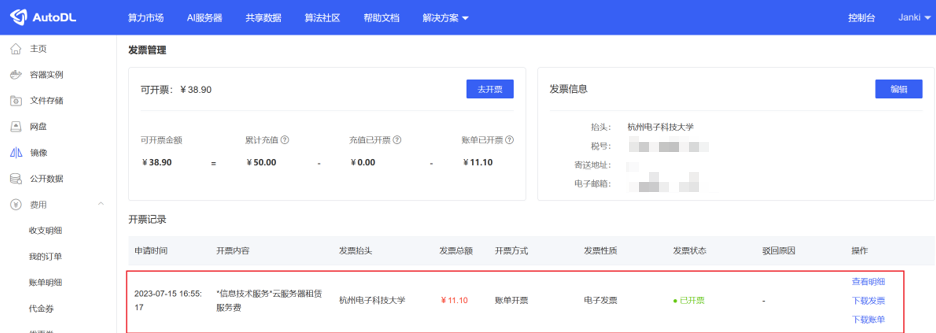 AutoDL 算力市场 AI服务器 共享数据 算法社区 帮助文档 解决方案 控制台 Janki
主页
容器实例
文件存储
网盘
镜像
公开数据
费用
收支明细
我的订单
账单明细
代金券
发票管理
可开票：￥38.90 去开票
可开票金额 累计充值 充值已开票 账单已开票
￥38.90 = ￥50.00 - ￥0.00 - ￥11.10
发票信息 编辑
抬头： 杭州电子科技大学
税号：
寄送地址：
电子邮箱：
开票记录
申请时间 开票内容 发票抬头 发票总额 开票方式 发票性质 发票状态 驳回原因 操作
2023-07-15 16:55:17 *信息技术服务*云服务器租赁服务费 杭州电子科技大学 ￥11.10 账单开票 电子发票 已开票 - 查看明细
下载发票
下载账单